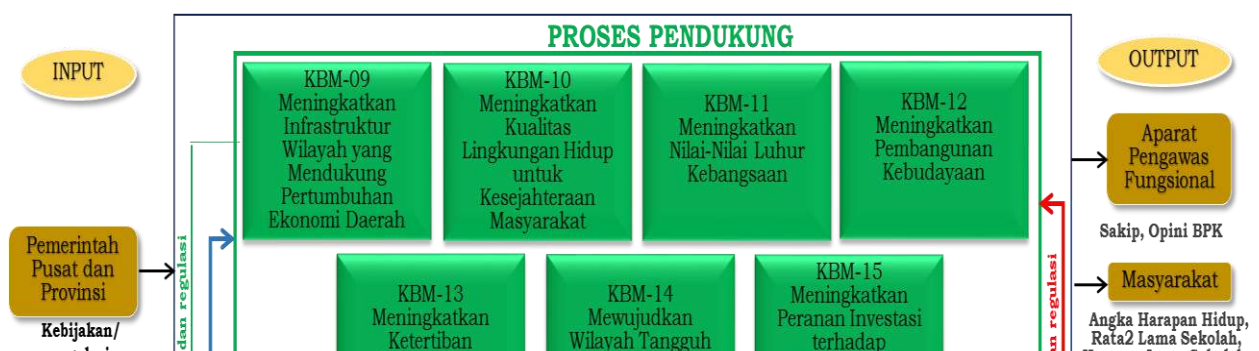 PROSES PENDUKUNG
INPUT
OUTPUT
KBM-09
Meningkatkan
Infrastruktur
Wilayah yang
Mendukung
Pertumbuhan
Ekonomi Daerah
KBM-10
Meningkatkan
Kualitas
Lingkungan Hidup
untuk
Kesejahteraan
Masyarakat
KBM-11
Meningkatkan
Nilai-Nilai Luhur
Kebangsaan
KBM-12
Meningkatkan
Pembangunan
Kebudayaan
Aparat
Pengawas
Fungsional
Sakip, Opini BPK
Pemerintah
Pusat dan
Provinsi
Kebijakan/
dan regulasi
KBM-13
Meningkatkan
Ketertiban
KBM-14
Mewujudkan
Wilayah Tangguh
KBM-15
Meningkatkan
Peranan Investasi
terhadap
regulasi
Masyarakat
Angka Harapan Hidup,
Rata2 Lama Sekolah,